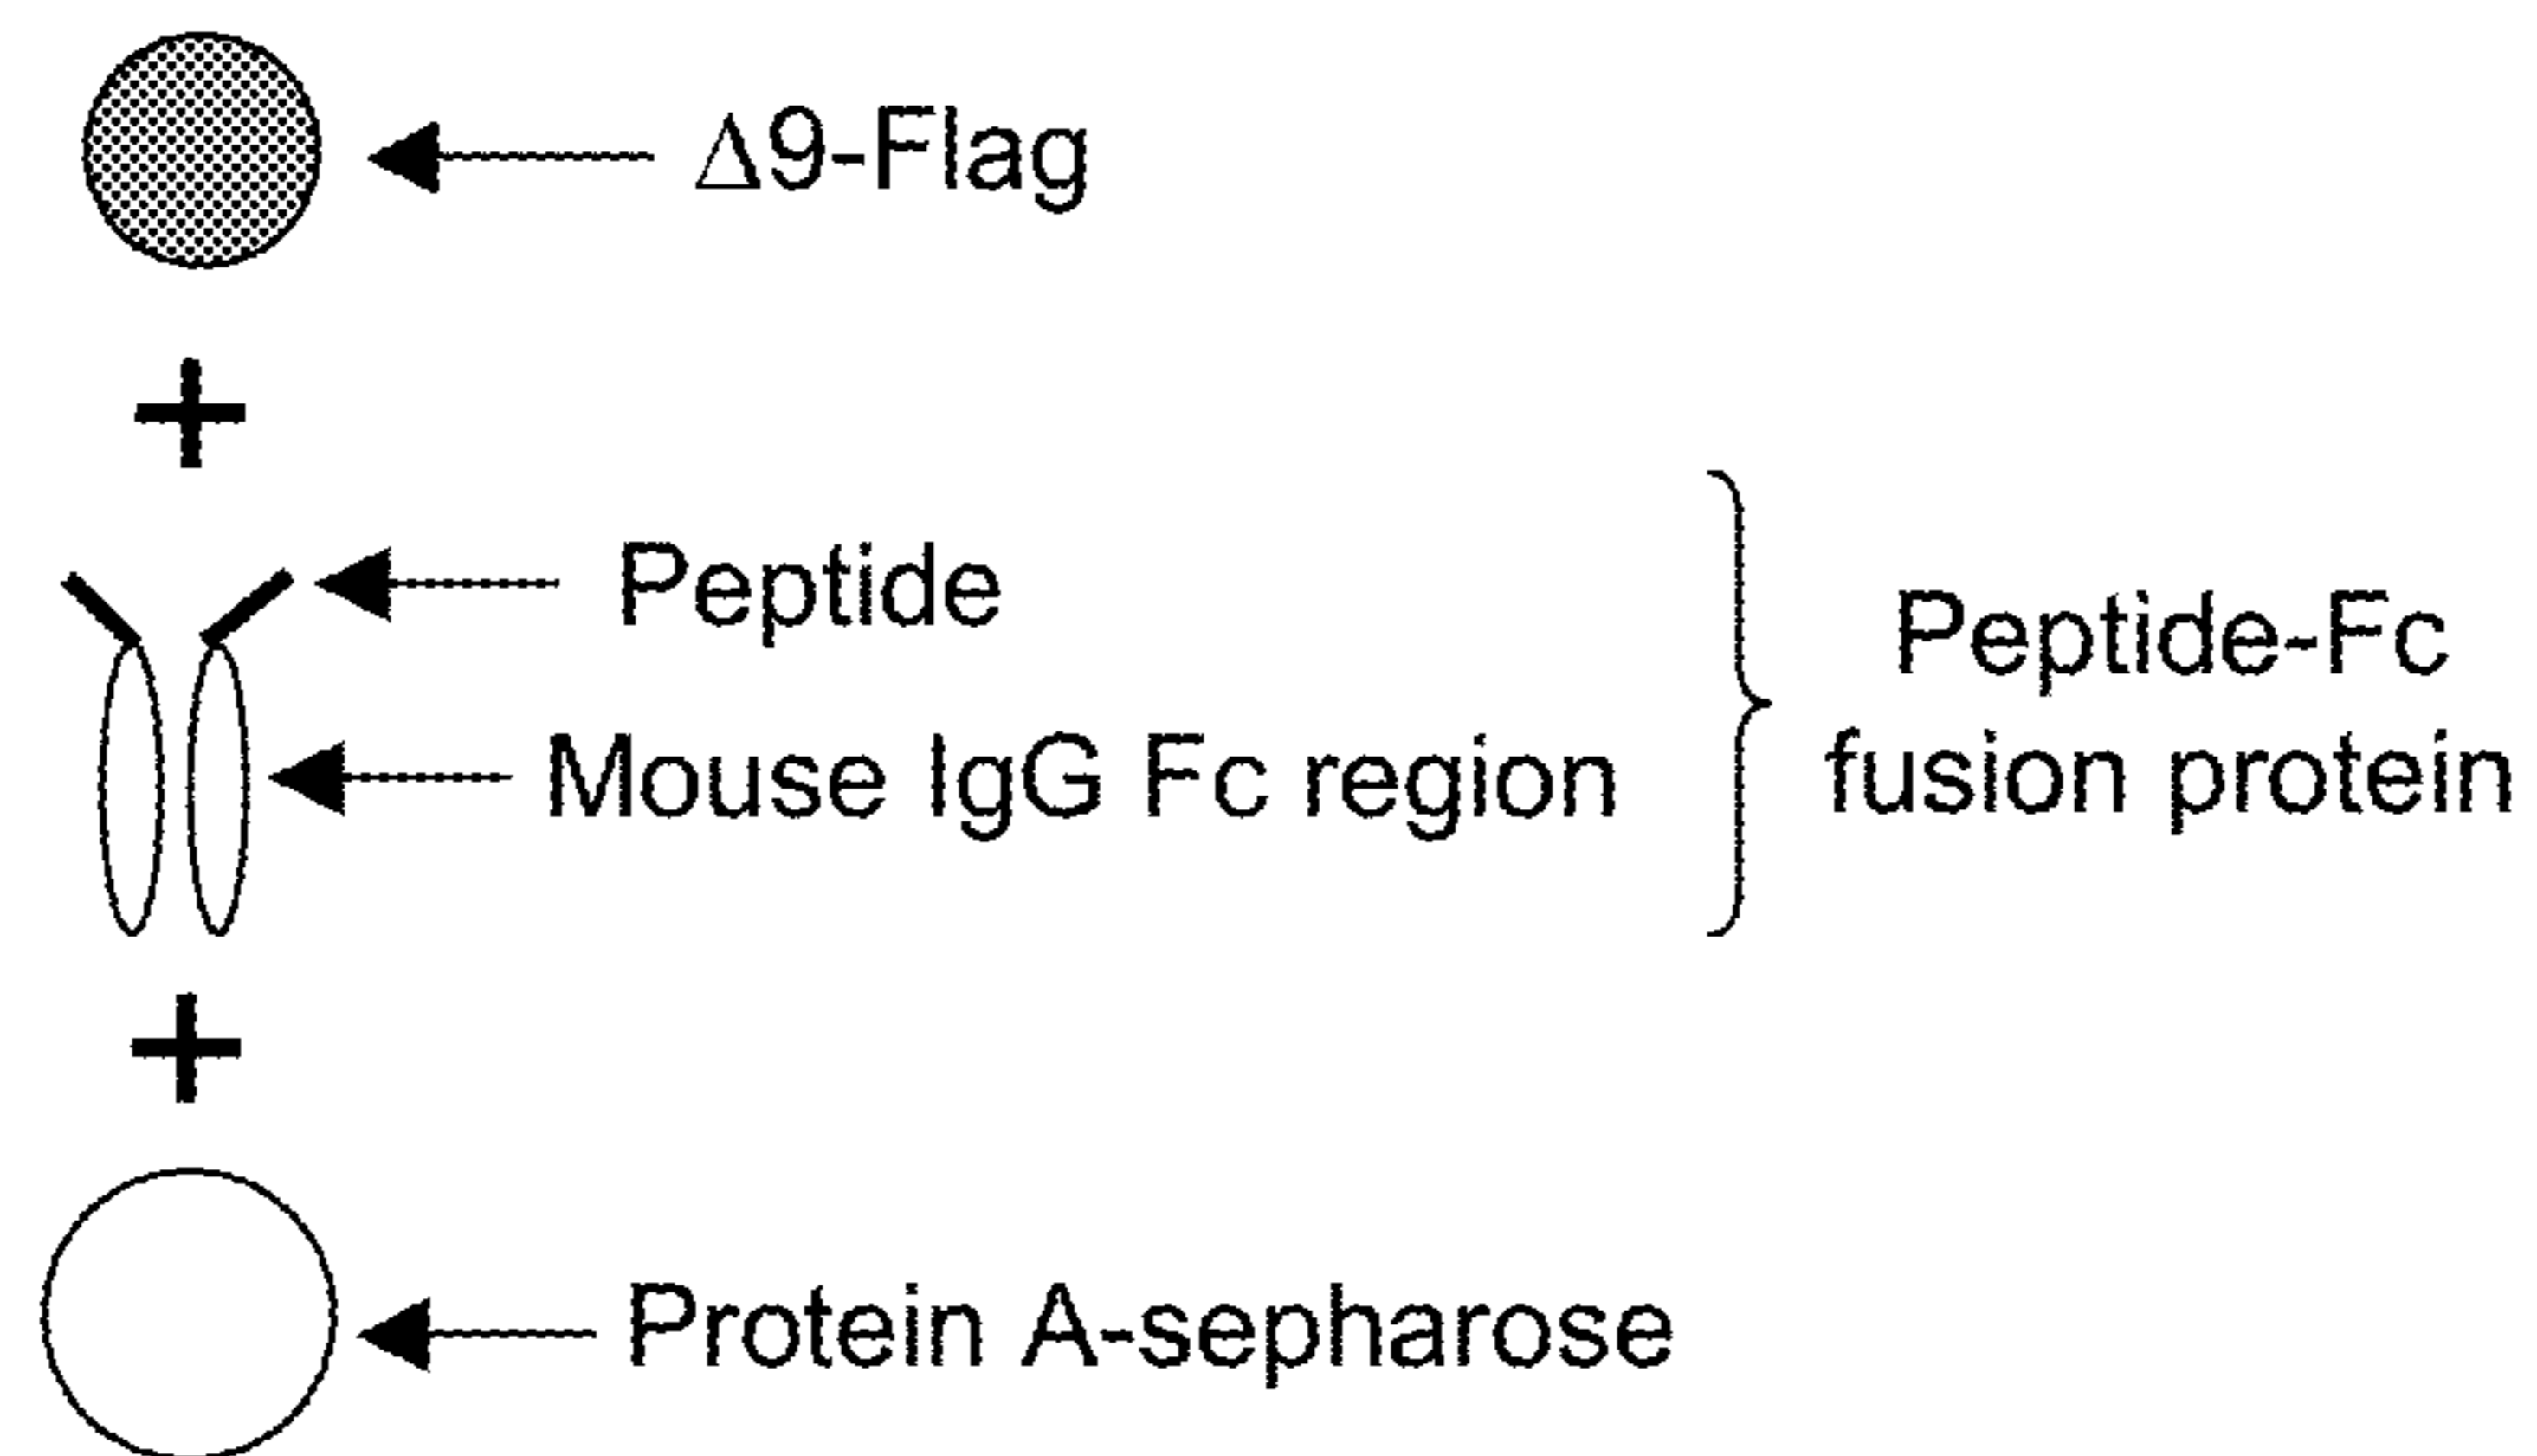 Δ9-Flag
+
Peptide
Mouse IgG Fc region
Peptide-Fc
fusion protein
+
Protein A-sepharose